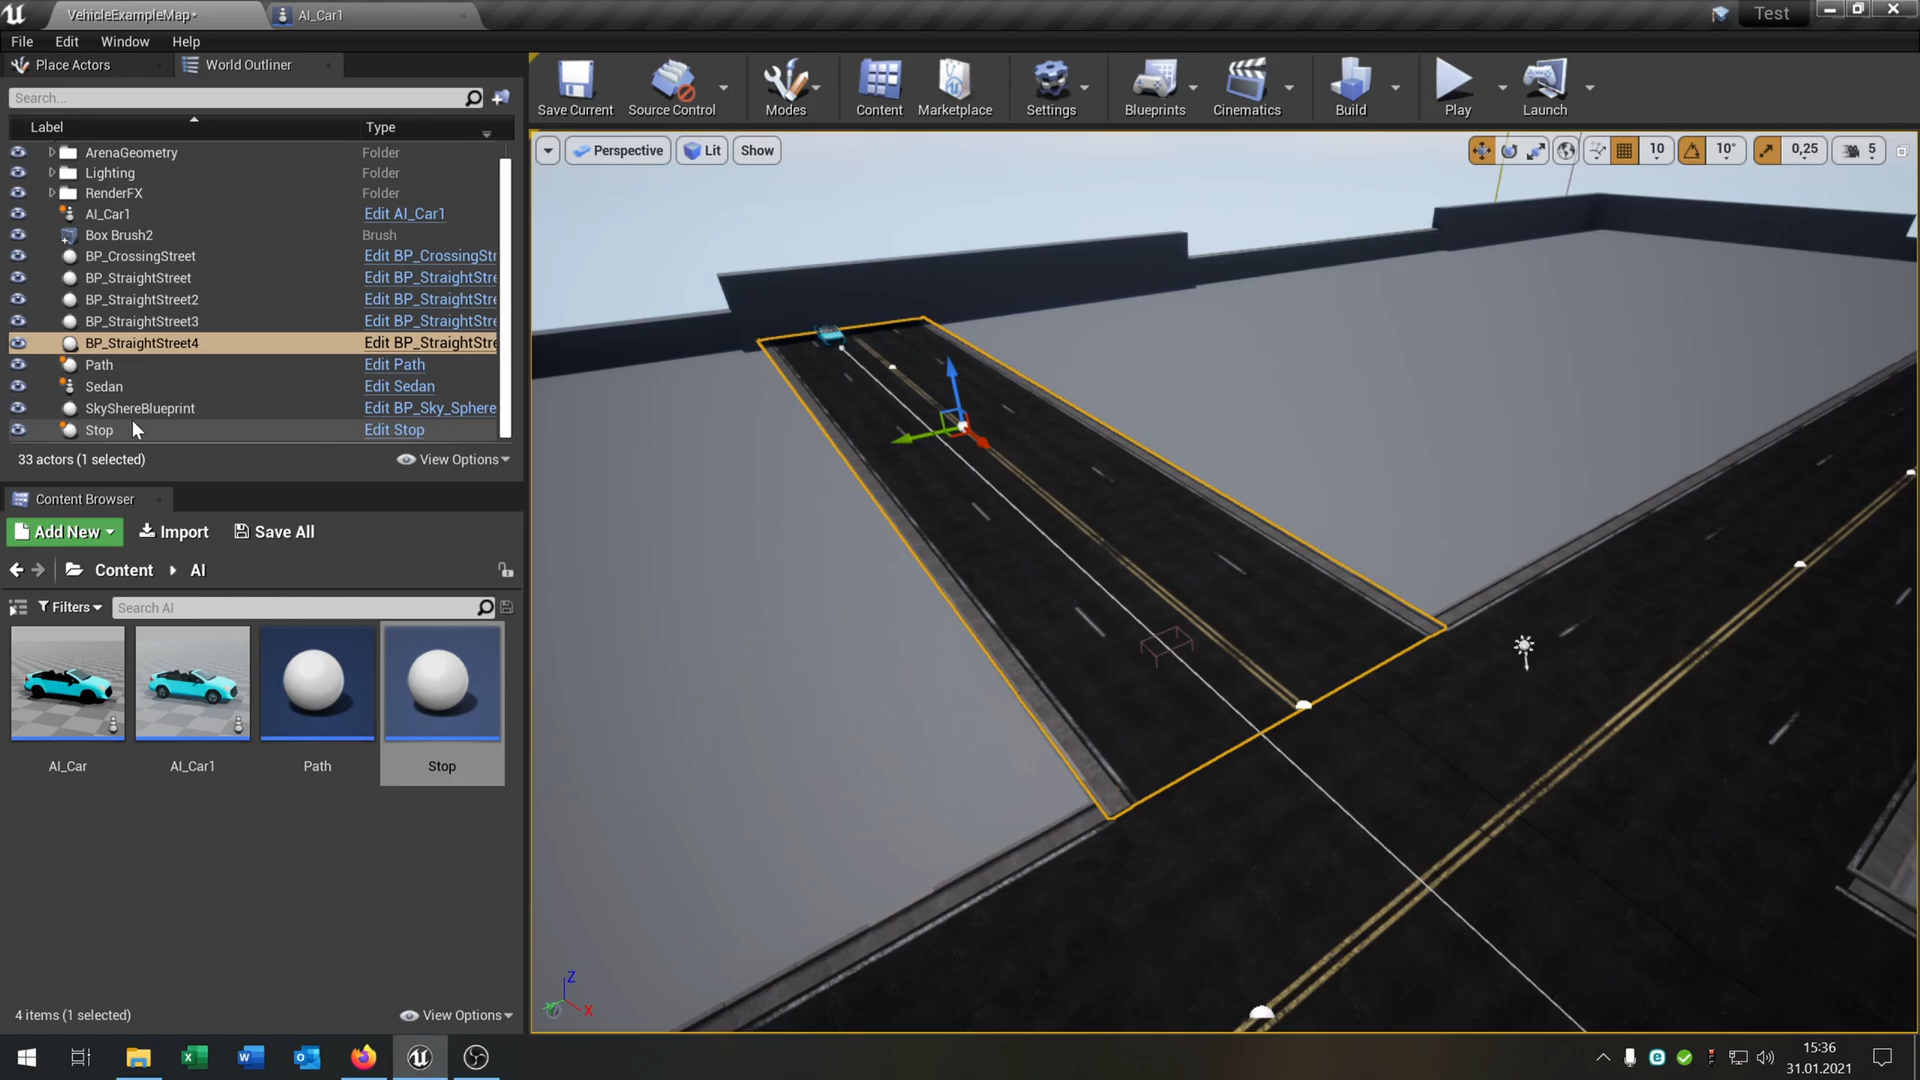 VehicleExampleMap*
AI_Car1
Test
File
Edit
Window
Help
Place Actors
World Outliner
Search...
Label
Type
ArenaGeometry
Folder
Lighting
Folder
RenderFX
Folder
AI_Car1
Edit AI_Car1
Box Brush2
Brush
BP_CrossingStreet
Edit BP_CrossingStr
BP_StraightStreet
Edit BP_StraightStre
BP_StraightStreet2
Edit BP_StraightStre
BP_StraightStreet3
Edit BP_StraightStre
BP_StraightStreet4
Edit BP_StraightStre
Path
Edit Path
Sedan
Edit Sedan
SkyShereBlueprint
Edit BP_Sky_Sphere
Stop
Edit Stop
33 actors (1 selected)
View Options
Save Current
Source Control
Modes
Content
Marketplace
Settings
Blueprints
Cinematics
Build
Play
Launch
Perspective
Lit
Show
10
10°
0,25
5
Z
X
Content Browser
Add New
Import
Save All
Content
AI
Filters
Search AI
AI_Car
AI_Car1
Path
Stop
4 items (1 selected)
View Options
15:36
31.01.2021